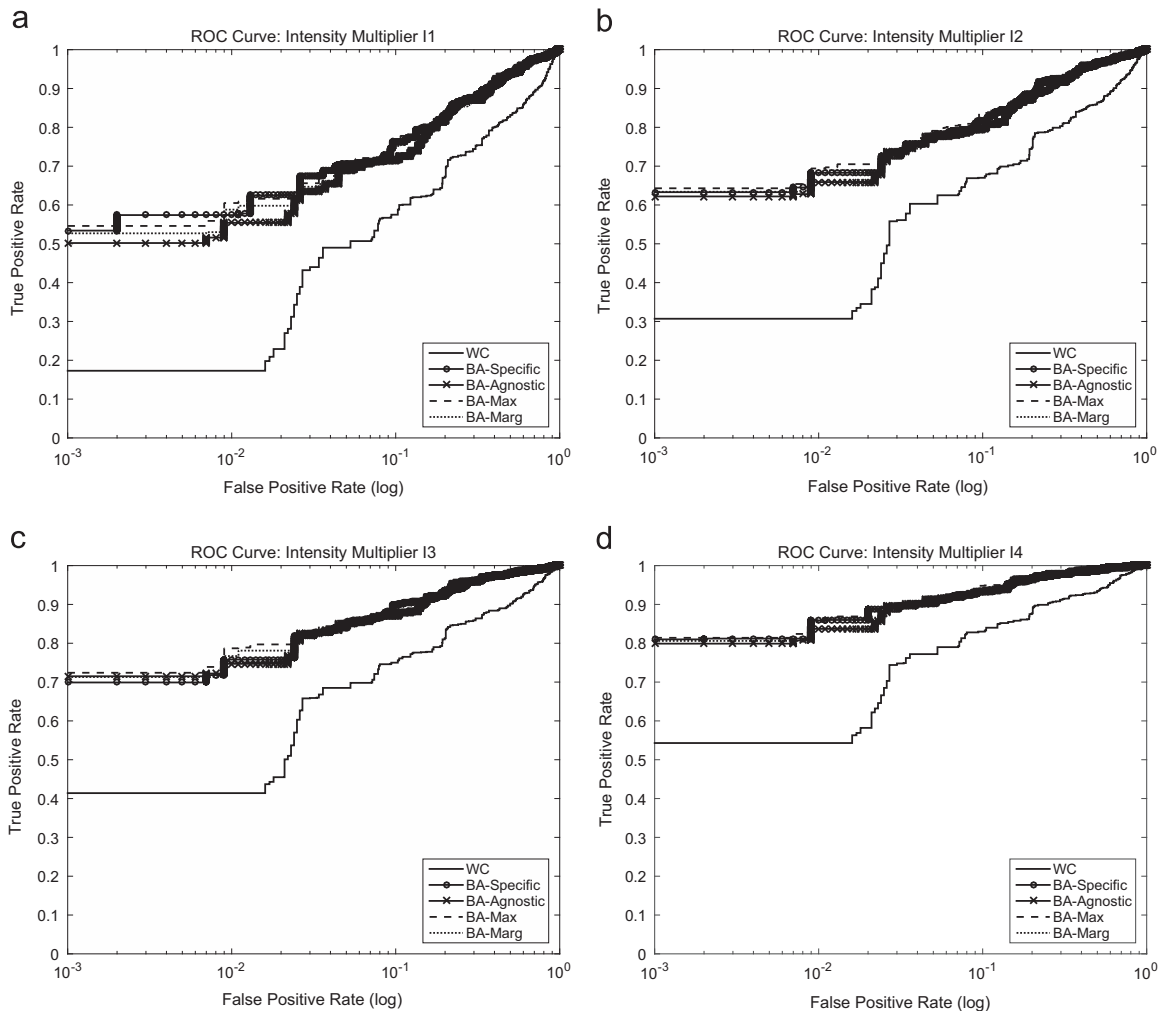 a
ROC Curve: Intensity Multiplier I1
1
0.9
0.8
0.7
0.6
0.5
0.4
0.3
0.2
0.1
0
True Positive Rate
10^-3
10^-2
10^-1
10^0
False Positive Rate (log)
WC
BA-Specific
BA-Agnostic
BA-Max
BA-Marg
b
ROC Curve: Intensity Multiplier I2
1
0.9
0.8
0.7
0.6
0.5
0.4
0.3
0.2
0.1
0
True Positive Rate
10^-3
10^-2
10^-1
10^0
False Positive Rate (log)
WC
BA-Specific
BA-Agnostic
BA-Max
BA-Marg
c
ROC Curve: Intensity Multiplier I3
1
0.9
0.8
0.7
0.6
0.5
0.4
0.3
0.2
0.1
0
True Positive Rate
10^-3
10^-2
10^-1
10^0
False Positive Rate (log)
WC
BA-Specific
BA-Agnostic
BA-Max
BA-Marg
d
ROC Curve: Intensity Multiplier I4
1
0.9
0.8
0.7
0.6
0.5
0.4
0.3
0.2
0.1
0
True Positive Rate
10^-3
10^-2
10^-1
10^0
False Positive Rate (log)
WC
BA-Specific
BA-Agnostic
BA-Max
BA-Marg